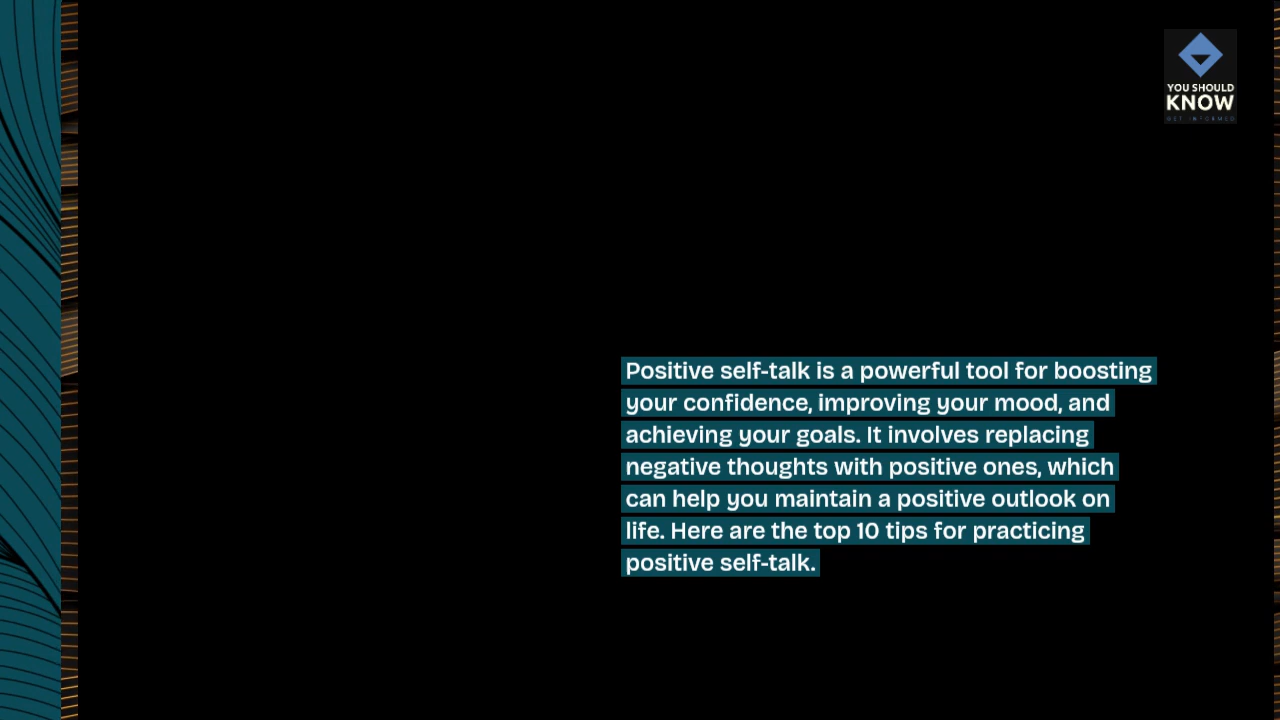 YOU SHOULD
KNOW
GET INFORMED
Positive self-talk is a powerful tool for boosting
your confidence, improving your mood, and
achieving your goals. It involves replacing
negative thoughts with positive ones, which
can help you maintain a positive outlook on
life. Here are the top 10 tips for practicing
positive self-talk.